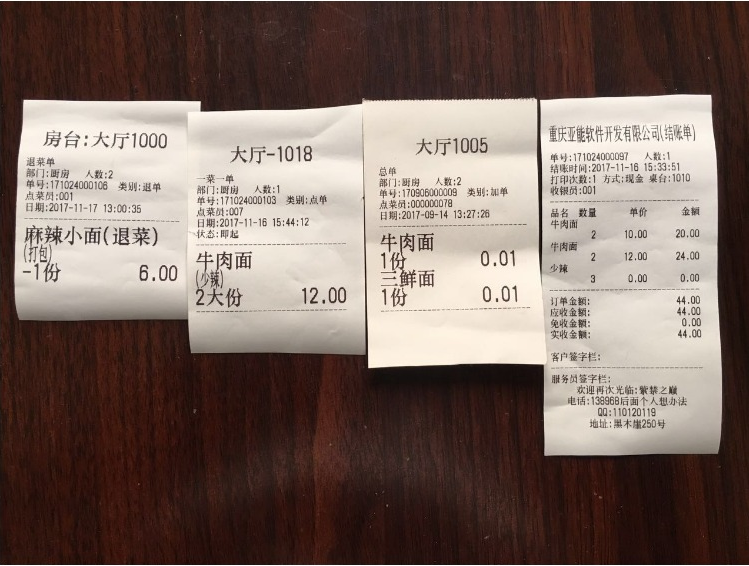 房台:大厅1000
退菜单
部门:厨房 人数:2
单号:171024000106 类别:退单
点菜员:001
日期:2017-11-17 13:00:35
麻辣小面(退菜)
(打包)
-1份 6.00
大厅-1018
一菜一单
部门:厨房 人数:1
单号:171024000103 类别:点单
点菜员:007
日期:2017-11-16 15:44:12
状态:即起
牛肉面
(少辣)
2大份 12.00
大厅1005
总单
部门:厨房 人数:2
单号:170906000009 类别:加单
点菜员:000000078
日期:2017-09-14 13:27:26
牛肉面
1份 0.01
三鲜面
1份 0.01
重庆亚能软件开发有限公司(结账单)
单号:171024000097 人数:1
结账时间:2017-11-16 15:33:51
打印次数:1 方式:现金 桌台:1010
收银员:001
品名 数量 单价 金额
牛肉面
2 10.00 20.00
牛肉面
2 12.00 24.00
少辣
3 0.00 0.00
订单金额: 44.00
应收金额: 44.00
免收金额: 0.00
实收金额: 44.00
客户签字栏:
服务员签字栏:
欢迎再次光临:紫禁之巅
电话:138968后面个人想办法
QQ:110120119
地址:黑木崖250号